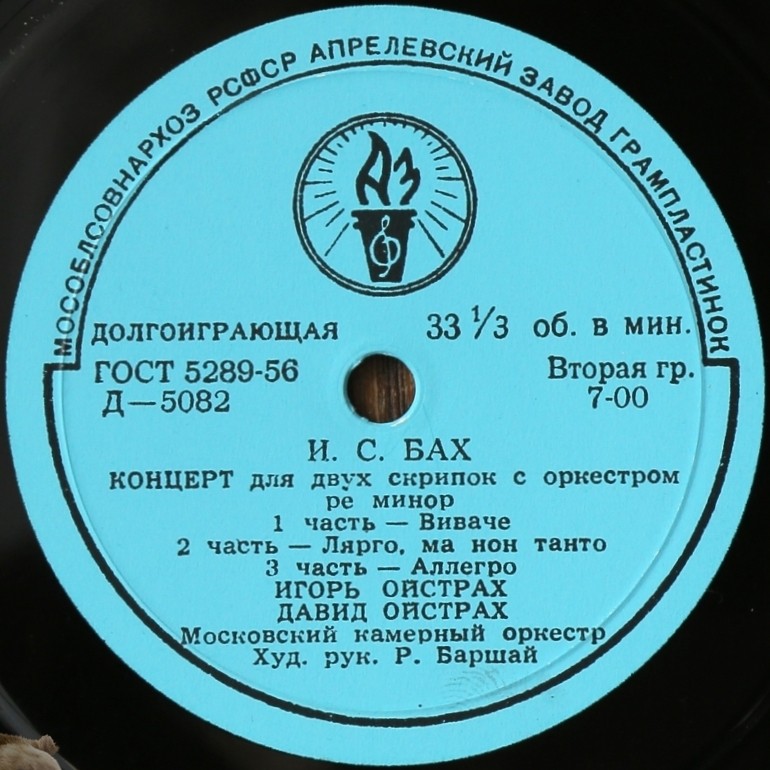 МОСОБЛСОВНАРХОЗ РСФСР АПРЕЛЕВСКИЙ ЗАВОД ГРАМПЛАСТИНОК
АЗ
ДОЛГОИГРАЮЩАЯ 33 1/3 об. в мин.
ГОСТ 5289-56 Вторая гр.
Д—5082 7-00
И. С. БАХ
КОНЦЕРТ для двух скрипок с оркестром
ре минор
1 часть — Виваче
2 часть — Лярго, ма нон танто
3 часть — Аллегро
ИГОРЬ ОЙСТРАХ
ДАВИД ОЙСТРАХ
Московский камерный оркестр
Худ. рук. Р. Баршай